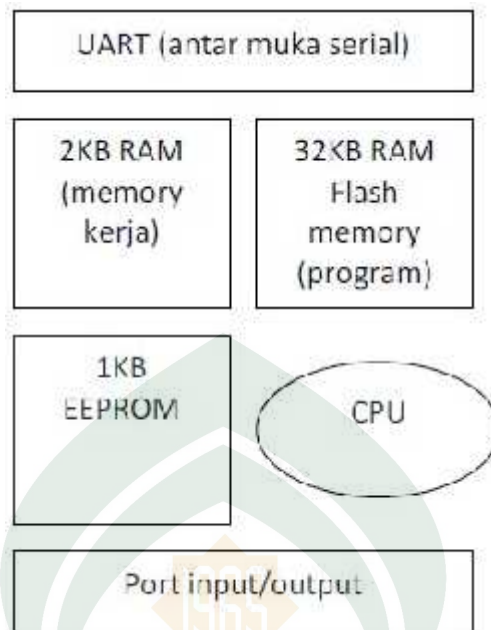 UART (antar muka serial)
2KB RAM
(memory
kerja)
32KB RAM
Flash
memory
(program)
1KB
EEPROM
CPU
Port input/output
1963